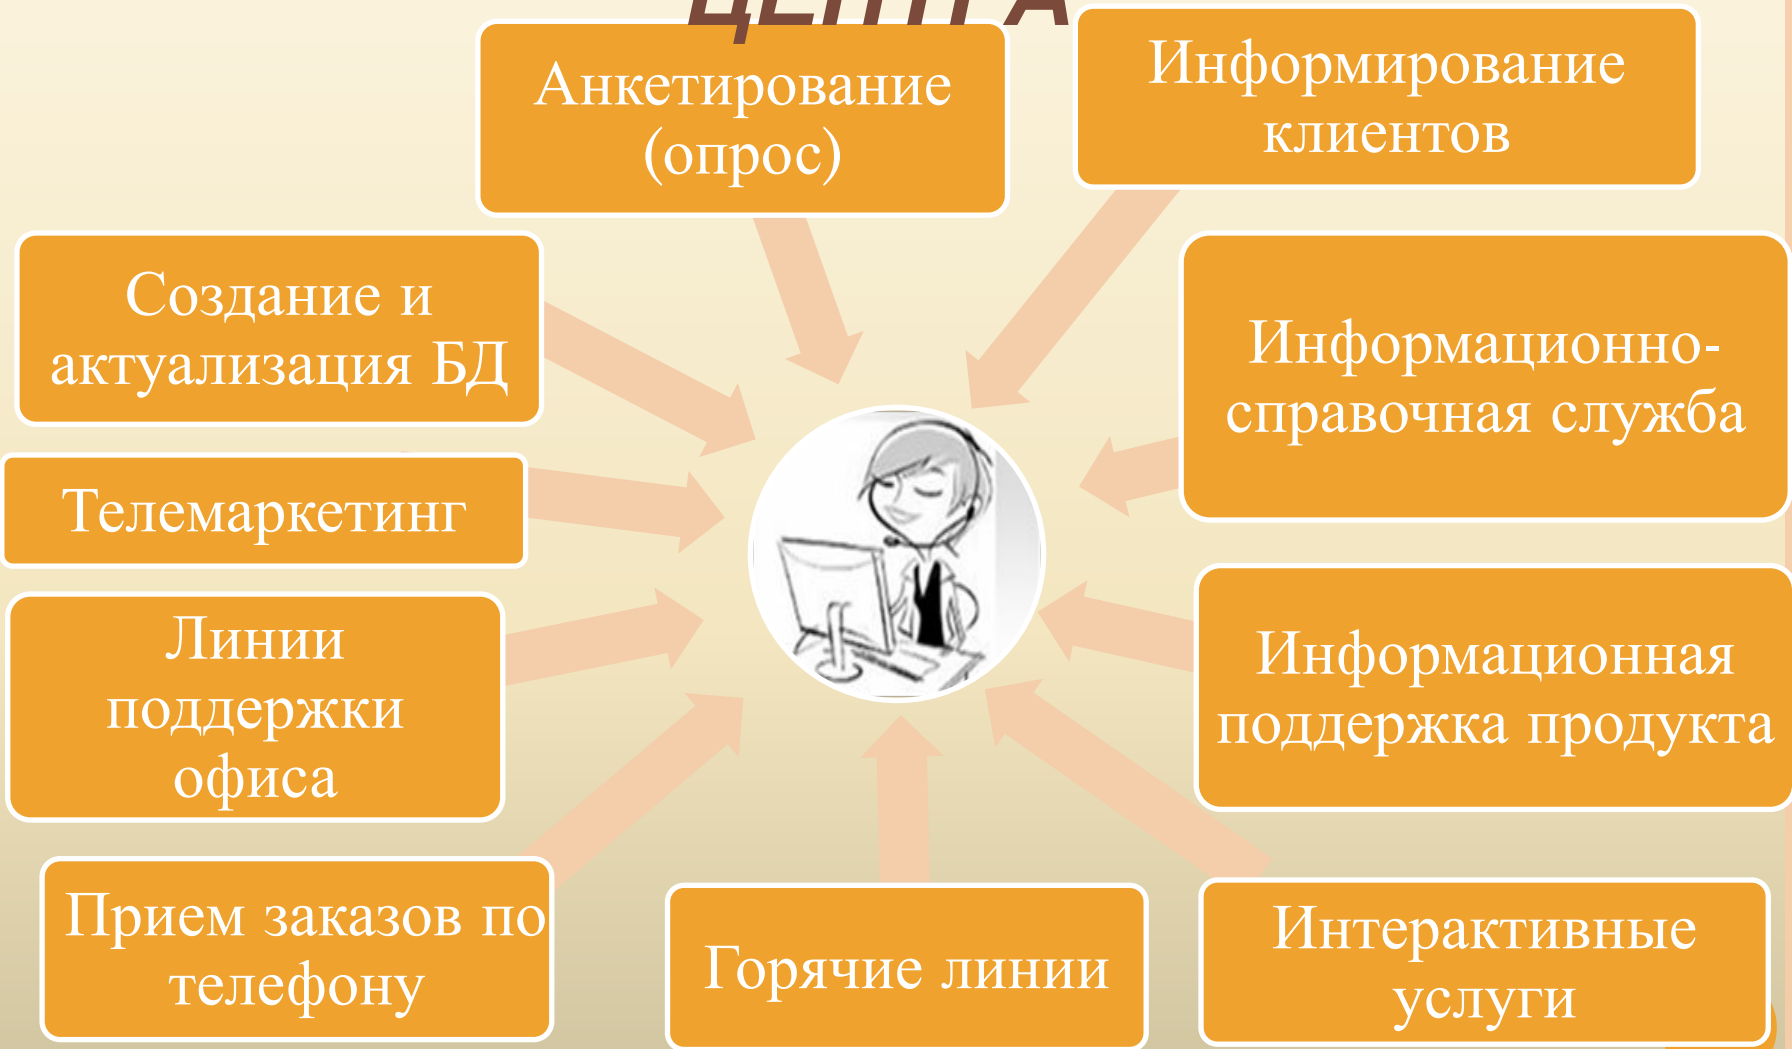 Анкетирование
(опрос)
Информирование
клиентов
Создание и
актуализация БД
Информационно-
справочная служба
Телемаркетинг
Линии
поддержки
офиса
Информационная
поддержка продукта
Прием заказов по
телефону
Горячие линии
Интерактивные
услуги